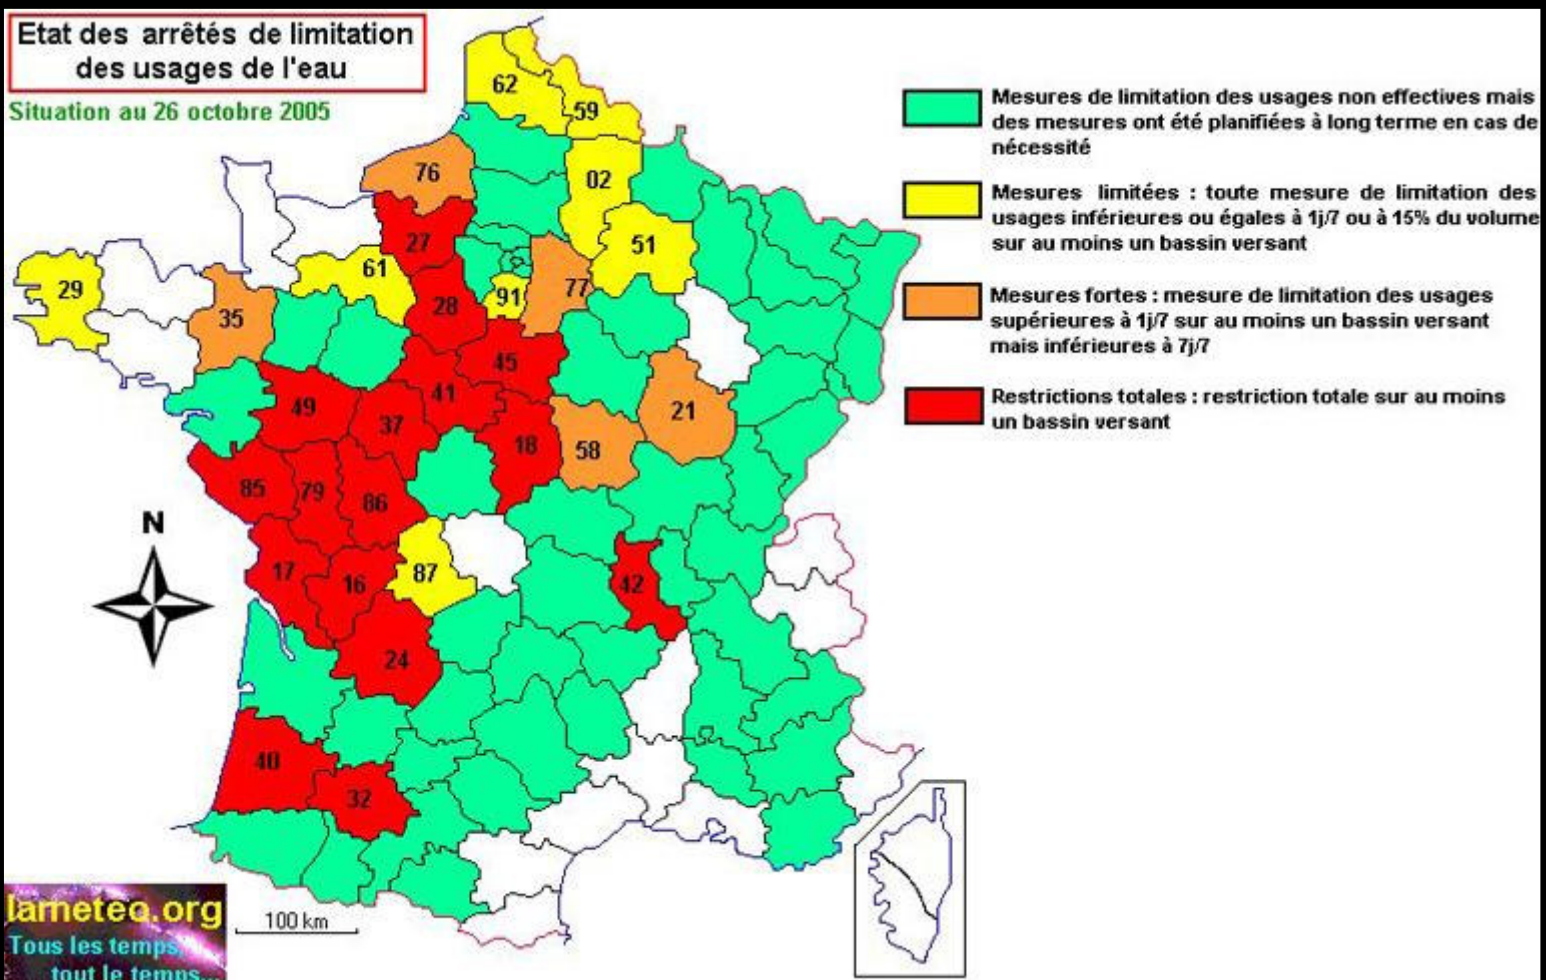 Etat des arrêtés de limitation
des usages de l'eau
Situation au 26 octobre 2005
Mesures de limitation des usages non effectives mais
des mesures ont été planifiées à long terme en cas de
nécessité
Mesures limitées : toute mesure de limitation des
usages inférieures ou égales à 1j/7 ou à 15% du volume
sur au moins un bassin versant
Mesures fortes : mesure de limitation des usages
supérieures à 1j/7 sur au moins un bassin versant
mais inférieures à 7j/7
Restrictions totales : restriction totale sur au moins
un bassin versant
62
59
76
02
27
51
61
29
77
91
28
35
45
41
49
21
37
18
58
85
79
86
N
17
16
87
42
24
40
32
100 km
lameteo.org
Tous les temps,
tout le temps...